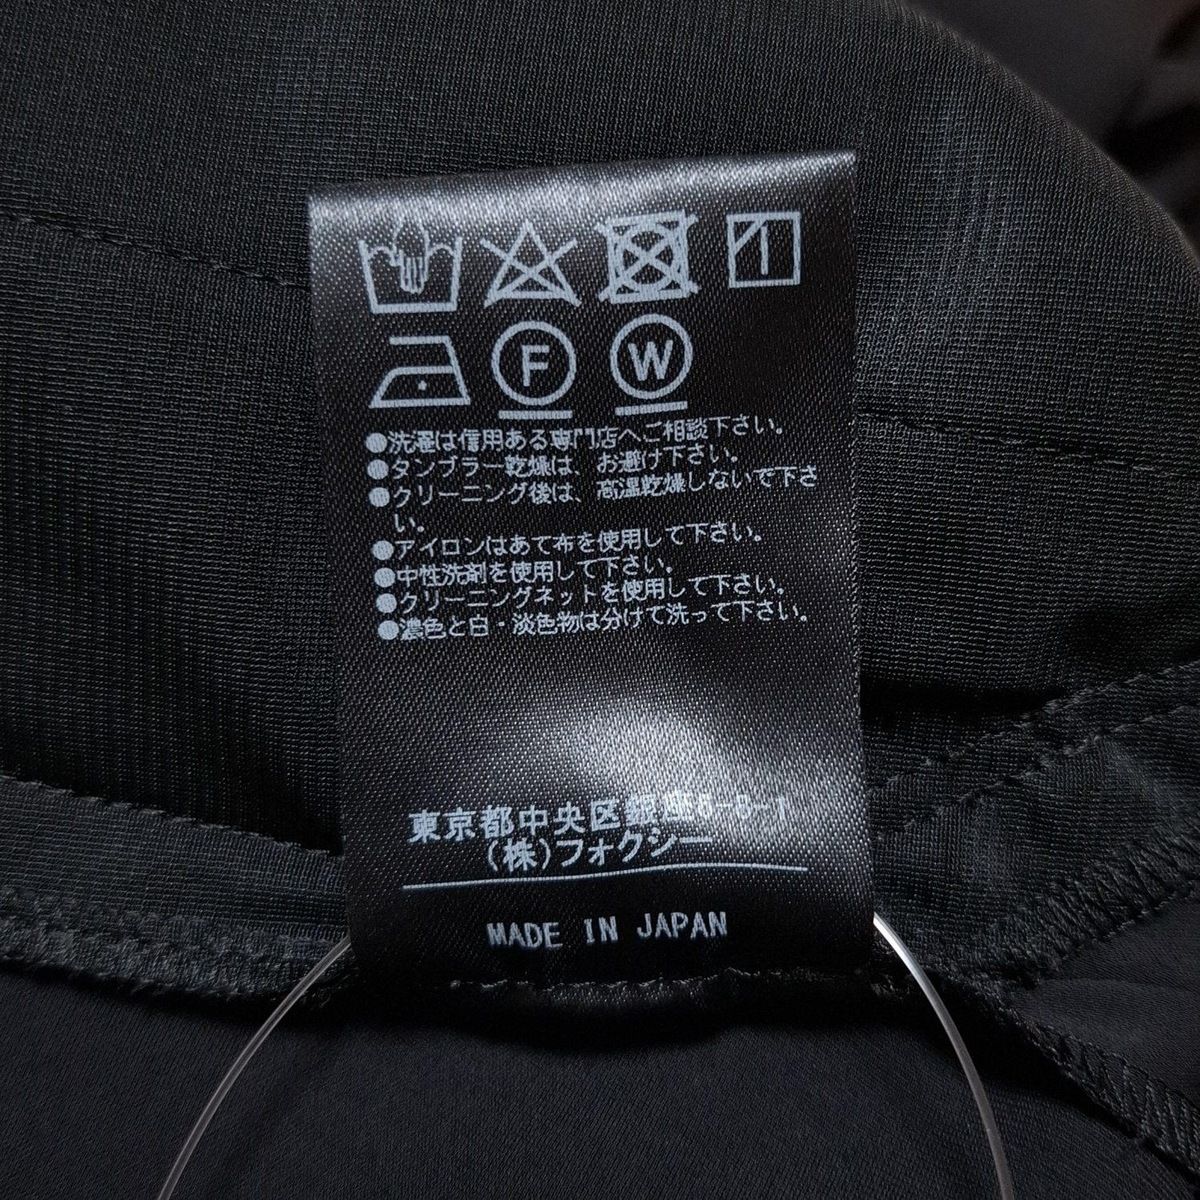 F W
●洗濯は信用ある専門店へご相談下さい。
●タンブラー乾燥は、お避け下さい。
●クリーニング後は、高温乾燥しないで下さ
い。
●アイロンはあて布を使用して下さい。
●中性洗剤を使用して下さい。
●クリーニングネットを使用して下さい。
●濃色と白・淡色物は分けて洗って下さい。
東京都中央区銀座
(株)フォクシー
MADE IN JAPAN